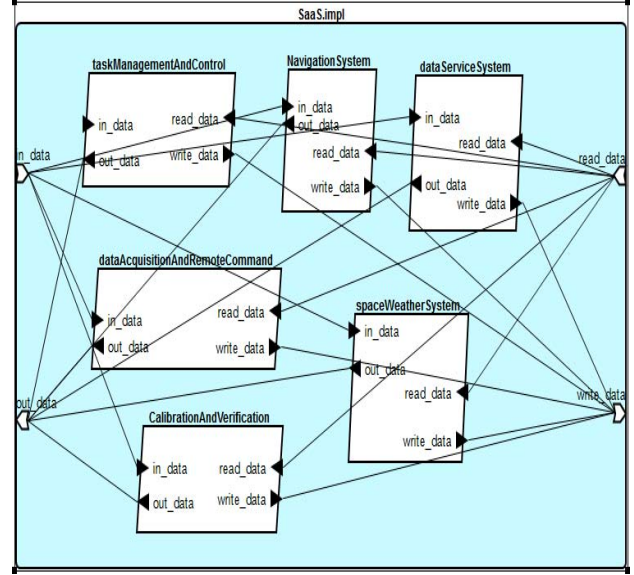 SaaS.impl
taskManagementAndControl
in_data
read_data
out_data
write_data
NavigationSystem
in_data
out_data
read_data
write_data
dataServiceSystem
in_data
read_data
out_data
write_data
in_data
read_data
dataAcquisitionAndRemoteCommand
in_data
read_data
out_data
write_data
spaceWeatherSystem
in_data
out_data
read_data
write_data
out_data
write_data
CalibrationAndVerification
in_data
read_data
out_data
write_data